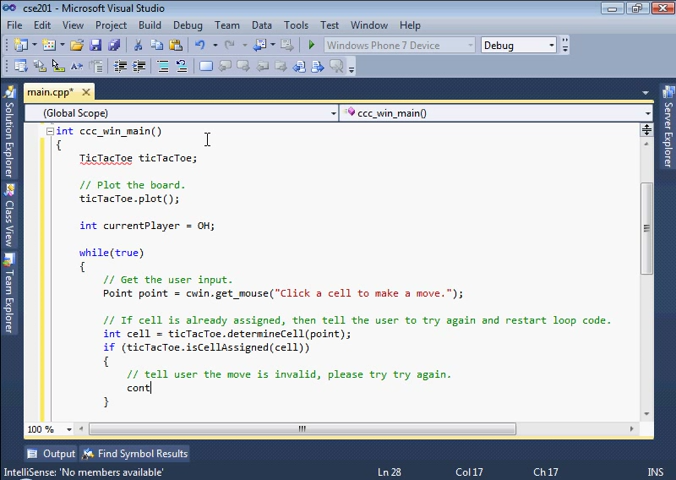 cse201 - Microsoft Visual Studio
File Edit View Project Build Debug Team Data Tools Test Window Help
Windows Phone 7 Device Debug
main.cpp* ×
(Global Scope) ccc_win_main()
Solution Explorer
Class View
Team Explorer
Server Explorer
int ccc_win_main()
{
TicTacToe ticTacToe;
// Plot the board.
ticTacToe.plot();
int currentPlayer = OH;
while(true)
{
// Get the user input.
Point point = cwin.get_mouse("Click a cell to make a move.");
// If cell is already assigned, then tell the user to try again and restart loop code.
int cell = ticTacToe.determineCell(point);
if (ticTacToe.isCellAssigned(cell))
{
// tell user the move is invalid, please try try again.
cont
}
100 %
Output Find Symbol Results
IntelliSense: 'No members available' Ln 28 Col 17 Ch 17 INS